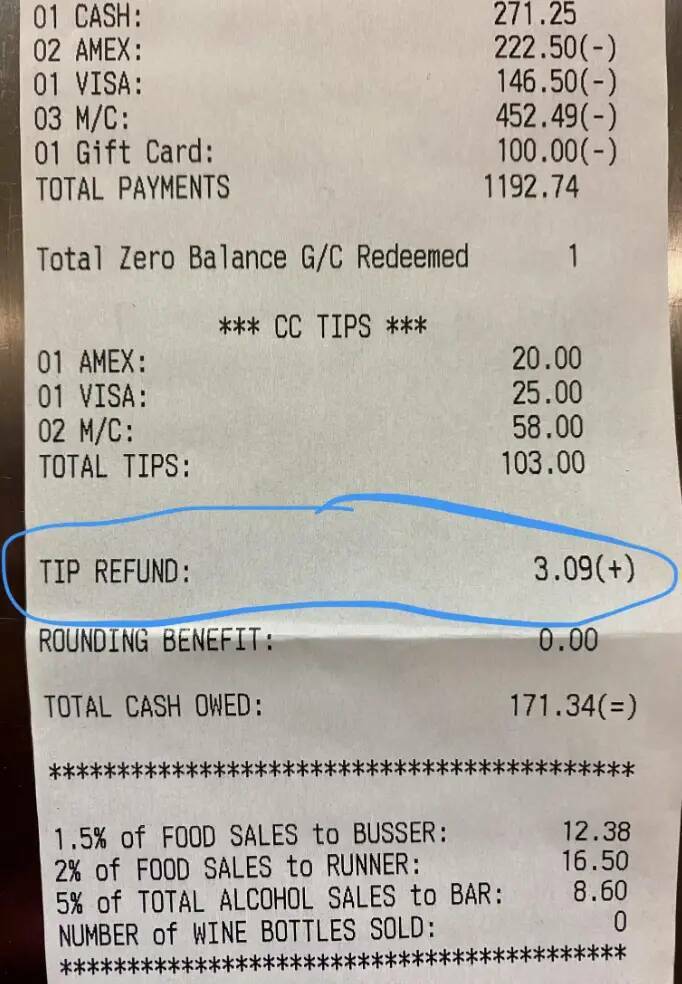 01 CASH: 271.25
02 AMEX: 222.50(-)
01 VISA: 146.50(-)
03 M/C: 452.49(-)
01 Gift Card: 100.00(-)
TOTAL PAYMENTS 1192.74
Total Zero Balance G/C Redeemed 1
*** CC TIPS ***
01 AMEX: 20.00
01 VISA: 25.00
02 M/C: 58.00
TOTAL TIPS: 103.00
TIP REFUND: 3.09(+)
ROUNDING BENEFIT: 0.00
TOTAL CASH OWED: 171.34(=)
*******************************************
1.5% of FOOD SALES to BUSSER: 12.38
2% of FOOD SALES to RUNNER: 16.50
5% of TOTAL ALCOHOL SALES to BAR: 8.60
NUMBER of WINE BOTTLES SOLD: 0
*******************************************